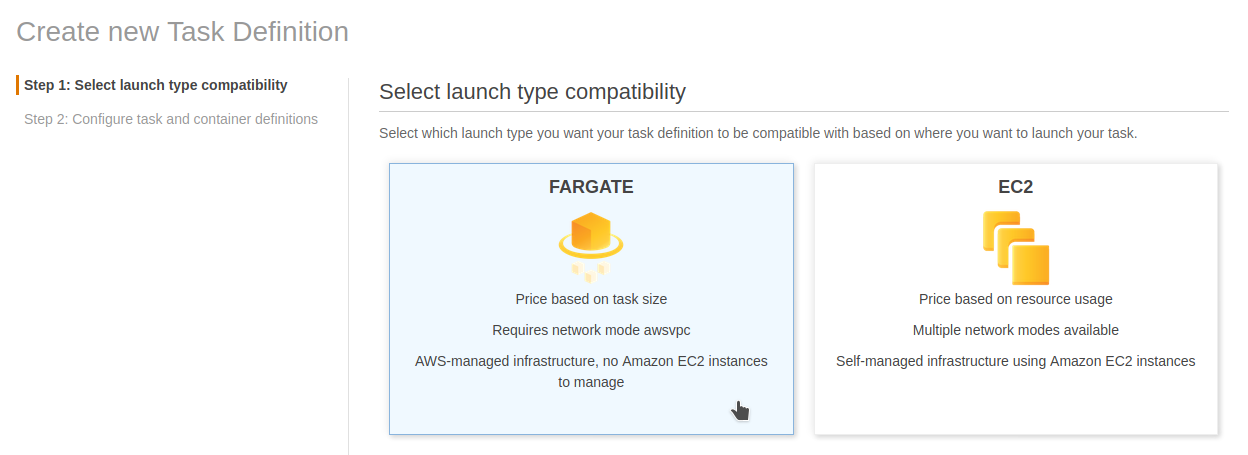 Create new Task Definition
Step 1: Select launch type compatibility
Step 2: Configure task and container definitions
Select launch type compatibility
Select which launch type you want your task definition to be compatible with based on where you want to launch your task.
FARGATE
Price based on task size
Requires network mode awsvpc
AWS-managed infrastructure, no Amazon EC2 instances
to manage
EC2
Price based on resource usage
Multiple network modes available
Self-managed infrastructure using Amazon EC2 instances